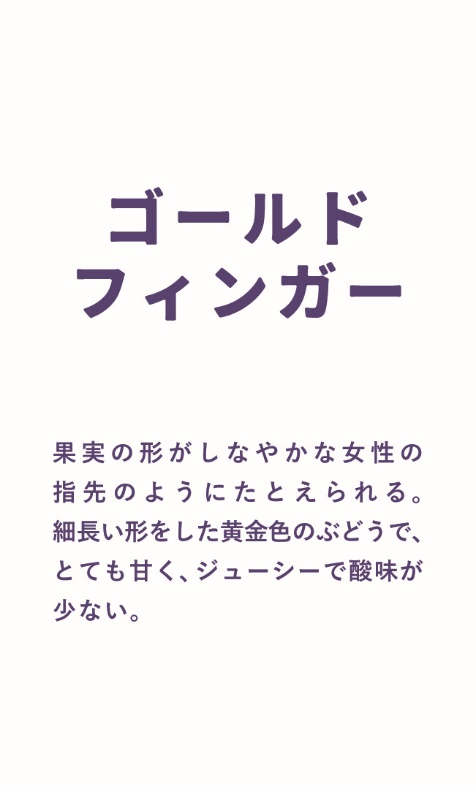 ゴールド
フィンガー
果実の形がしなやかな女性の
指先のようにたとえられる。
細長い形をした黄金色のぶどうで、
とても甘く、ジューシーで酸味が
少ない。